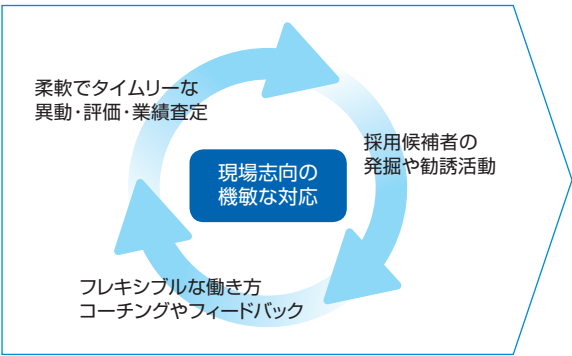 柔軟でタイムリーな
異動・評価・業績査定
採用候補者の
発掘や勧誘活動
現場志向の
機敏な対応
フレキシブルな働き方
コーチングやフィードバック